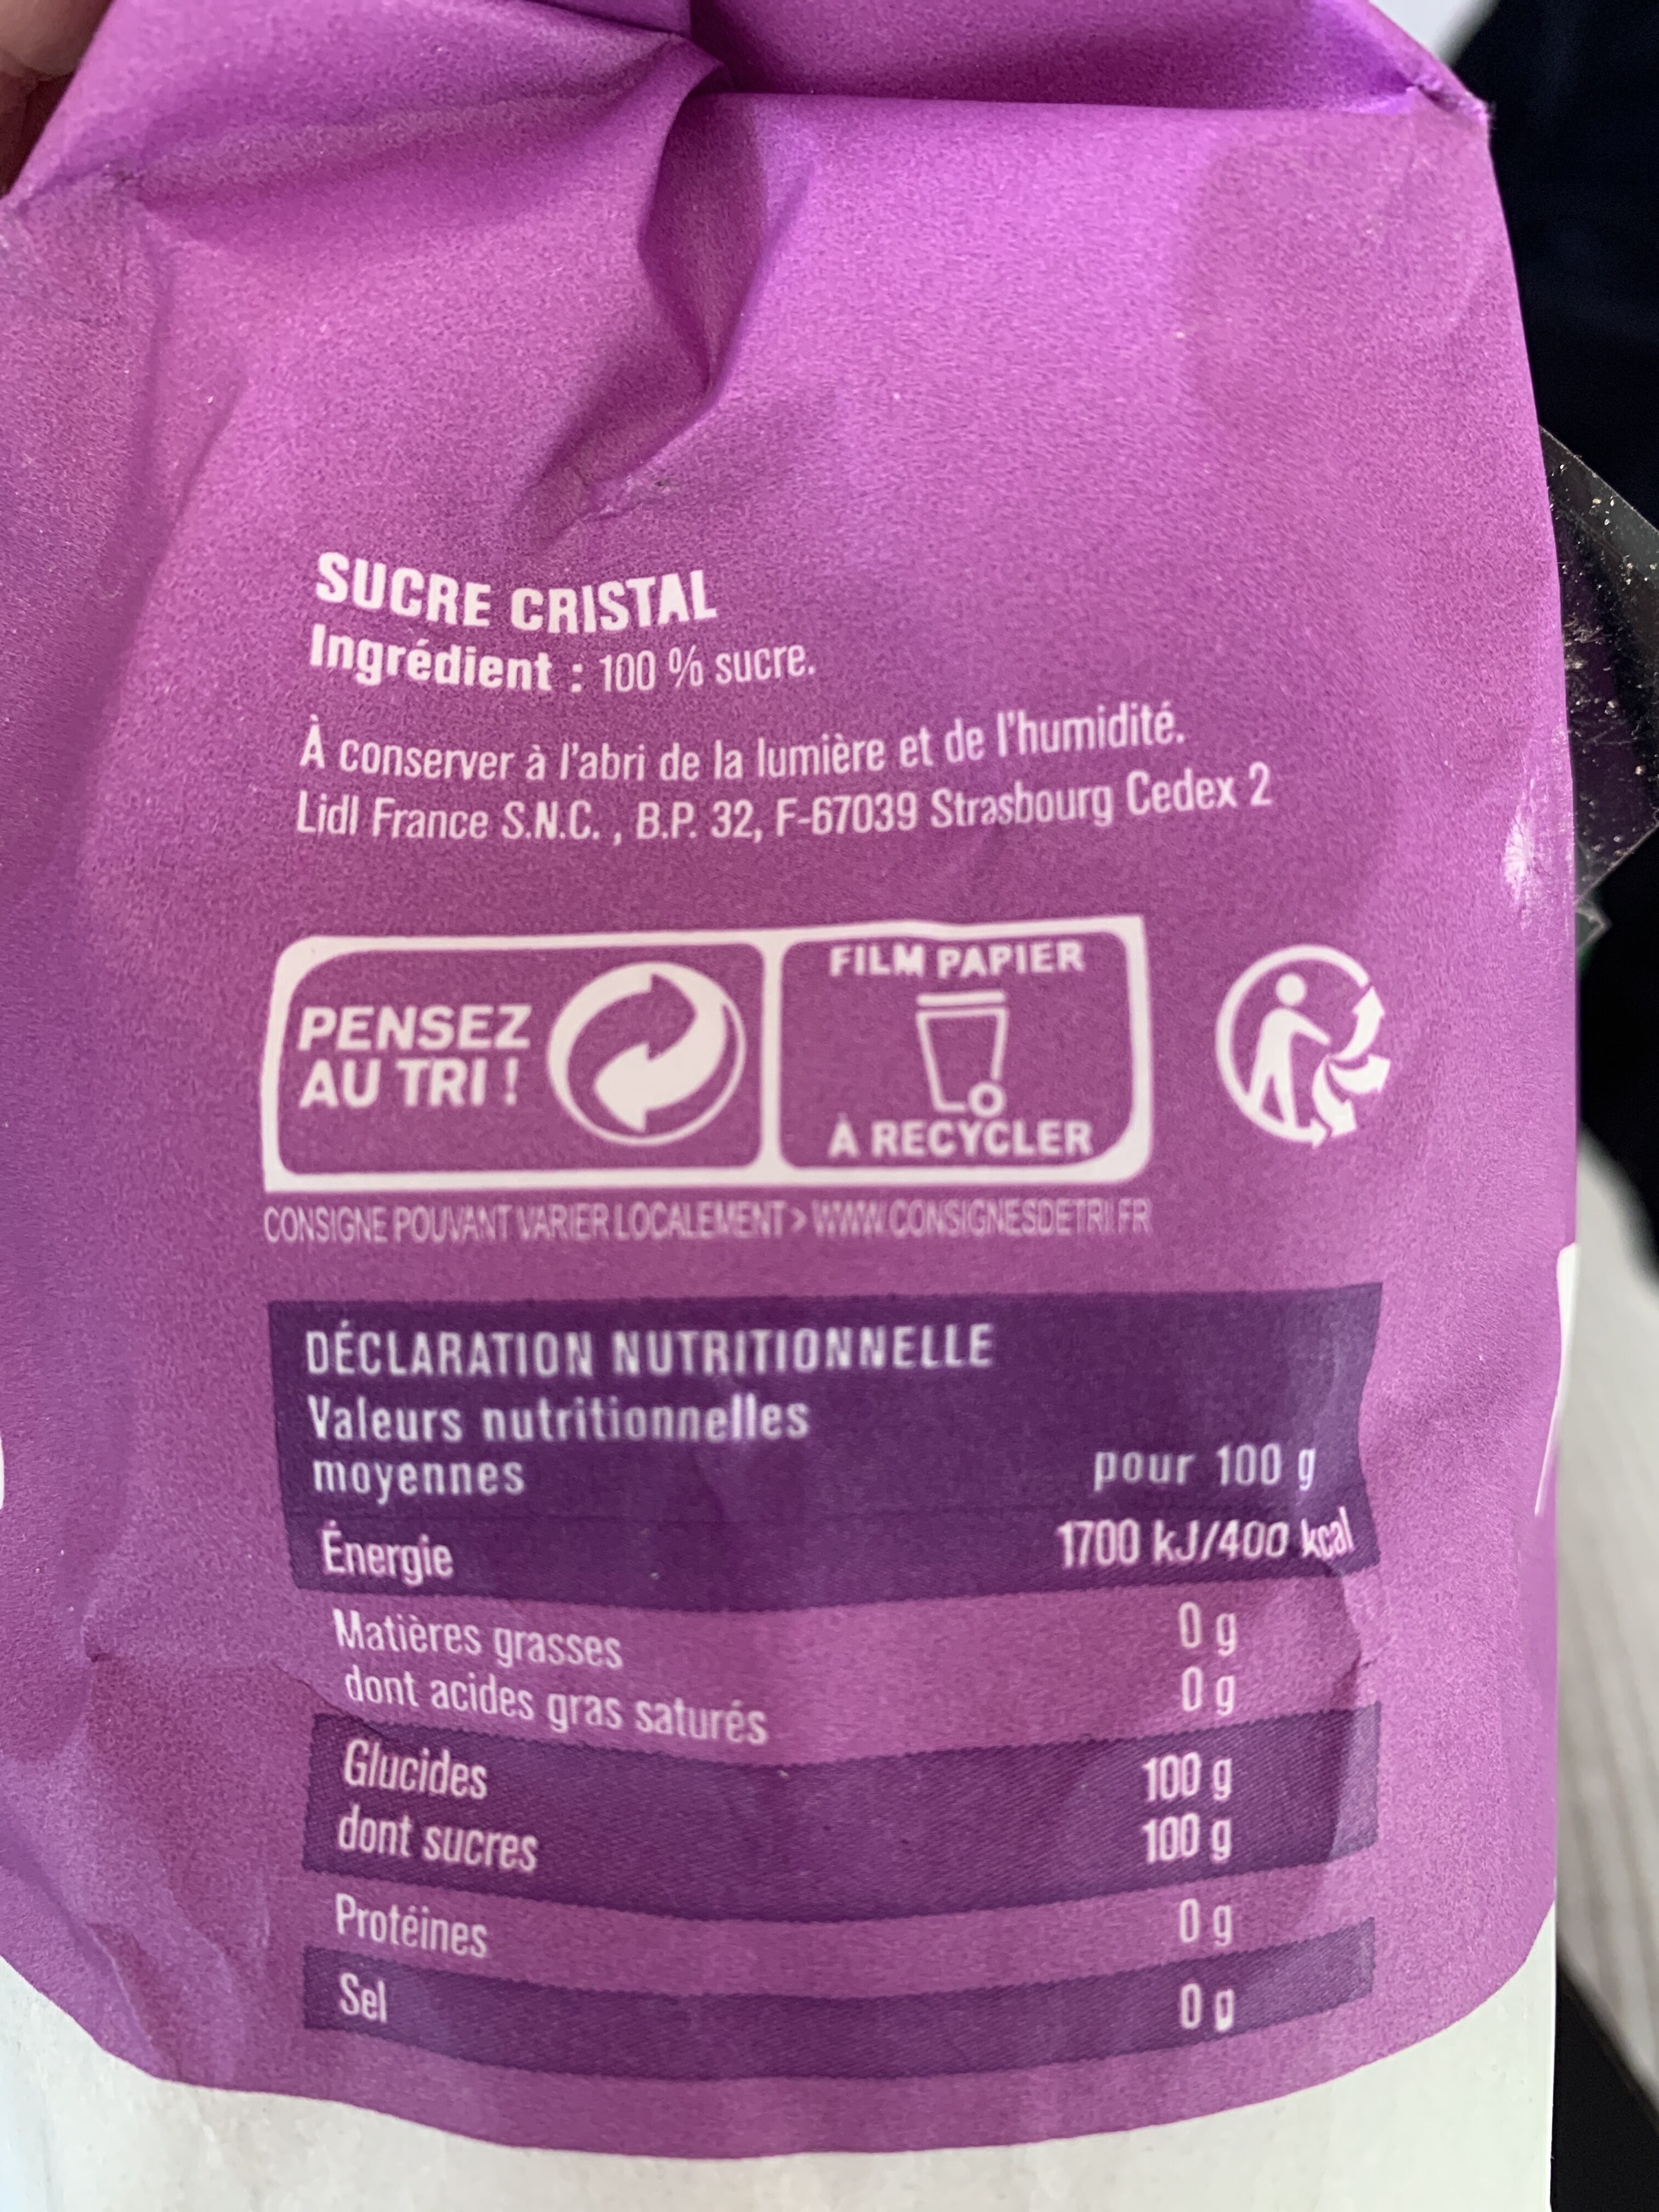 SUCRE CRISTAL
Ingrédient : 100 % sucre.
À conserver à l'abri de la lumière et de l'humidité.
Lidl France S.N.C. , B.P. 32, F-67039 Strasbourg Cedex 2
PENSEZ
AU TRI !
FILM PAPIER
À RECYCLER
CONSIGNE POUVANT VARIER LOCALEMENT > WWW.CONSIGNESDETRI.FR
DÉCLARATION NUTRITIONNELLE
Valeurs nutritionnelles
moyennes pour 100 g
Énergie 1700 kJ/400 kcal
Matières grasses 0 g
dont acides gras saturés 0 g
Glucides 100 g
dont sucres 100 g
Protéines 0 g
Sel 0 g